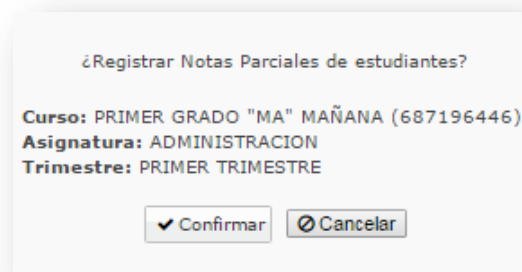 ¿Registrar Notas Parciales de estudiantes?
Curso: PRIMER GRADO "MA" MAÑANA (687196446)
Asignatura: ADMINISTRACION
Trimestre: PRIMER TRIMESTRE
Confirmar Cancelar